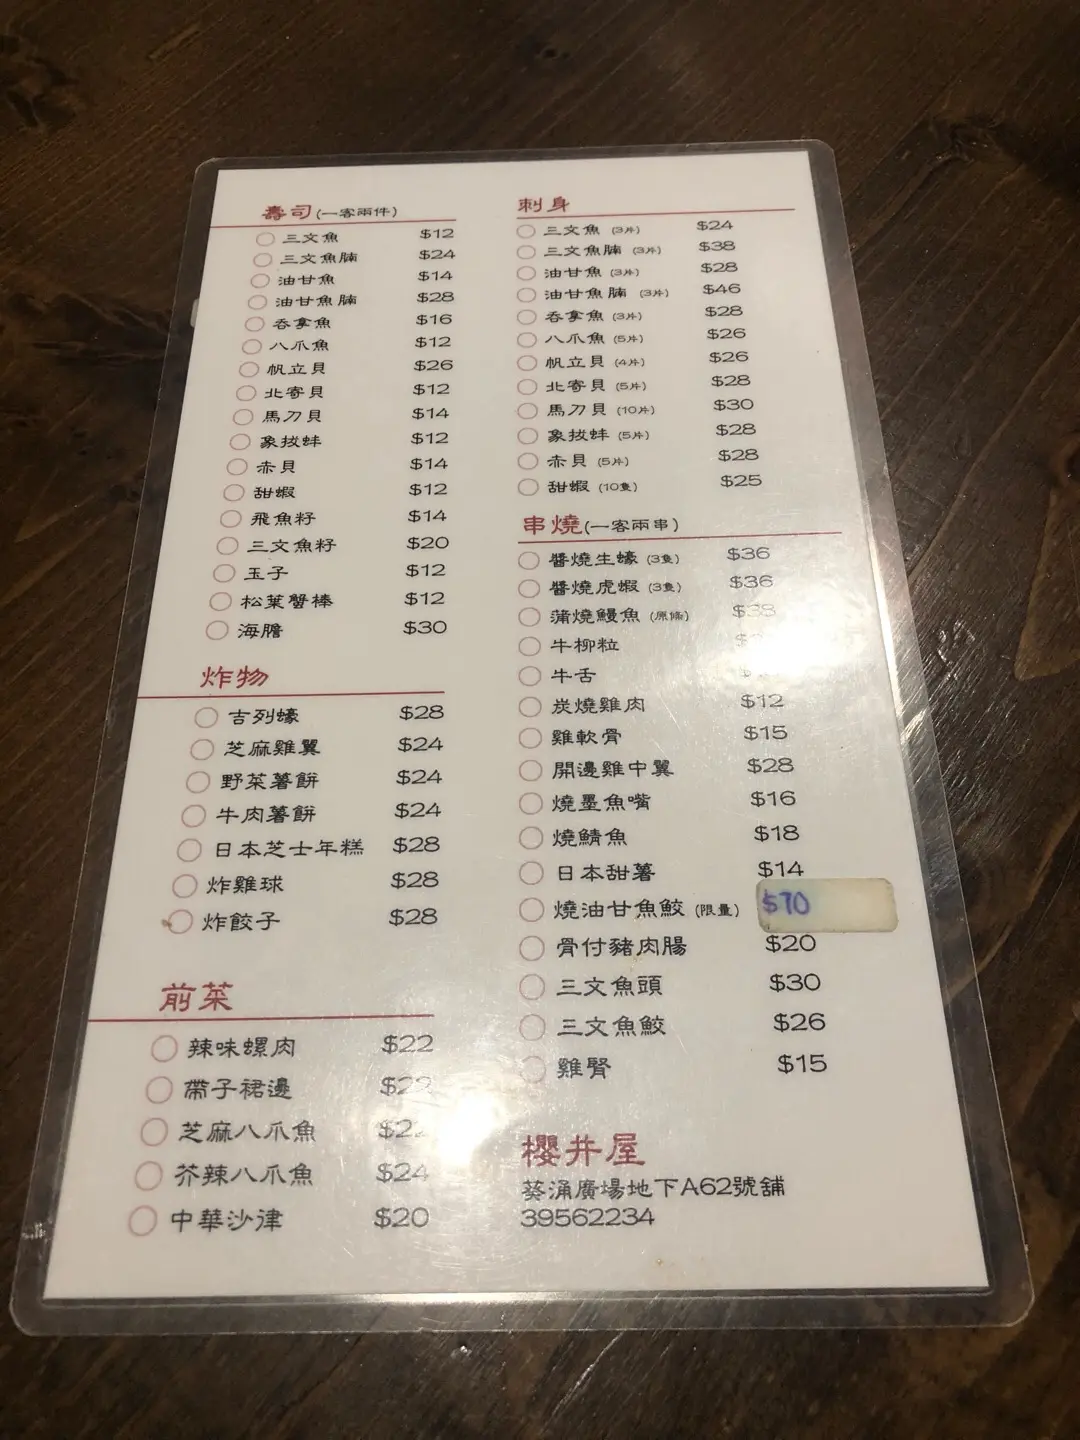 壽司(一客兩件)
三文魚 $12
三文魚腩 $24
油甘魚 $14
油甘魚腩 $28
吞拿魚 $16
八爪魚 $12
帆立貝 $26
北寄貝 $12
馬刀貝 $14
象拔蚌 $12
赤貝 $14
甜蝦 $12
飛魚籽 $14
三文魚籽 $20
玉子 $12
松葉蟹棒 $12
海膽 $30
炸物
吉列蠔 $28
芝麻雞翼 $24
野菜薯餅 $24
牛肉薯餅 $24
日本芝士年糕 $28
炸雞球 $28
炸餃子 $28
前菜
辣味螺肉 $22
帶子裙邊 $22
芝麻八爪魚
芥辣八爪魚 $24
中華沙律 $20
刺身
三文魚 (3片) $24
三文魚腩 (3片) $38
油甘魚 (3片) $28
油甘魚腩 (3片) $46
吞拿魚 (3片) $28
八爪魚 (5片) $26
帆立貝 (4片) $26
北寄貝 (5片) $28
馬刀貝 (10片) $30
象拔蚌 (5片) $28
赤貝 (5片) $28
甜蝦 (10隻) $25
串燒(一客兩串)
醬燒生蠔 (3隻) $36
醬燒虎蝦 (3隻) $36
蒲燒鰻魚 (原條) $38
牛柳粒
牛舌
炭燒雞肉 $12
雞軟骨 $15
開邊雞中翼 $28
燒墨魚嘴 $16
燒鯖魚 $18
日本甜薯 $14
燒油甘魚鮫 (限量) $70
骨付豬肉腸 $20
三文魚頭 $30
三文魚鮫 $26
雞腎 $15
櫻井屋
葵涌廣場地下A62號舖
39562234